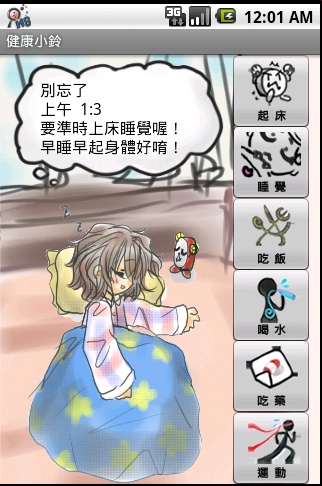 3G
12:01 AM
健康小鈴
別忘了
上午 1:3
要準時上床睡覺喔！
早睡早起身體好唷！
起 床
睡 覺
吃 飯
喝 水
吃 藥
運 動
z
z